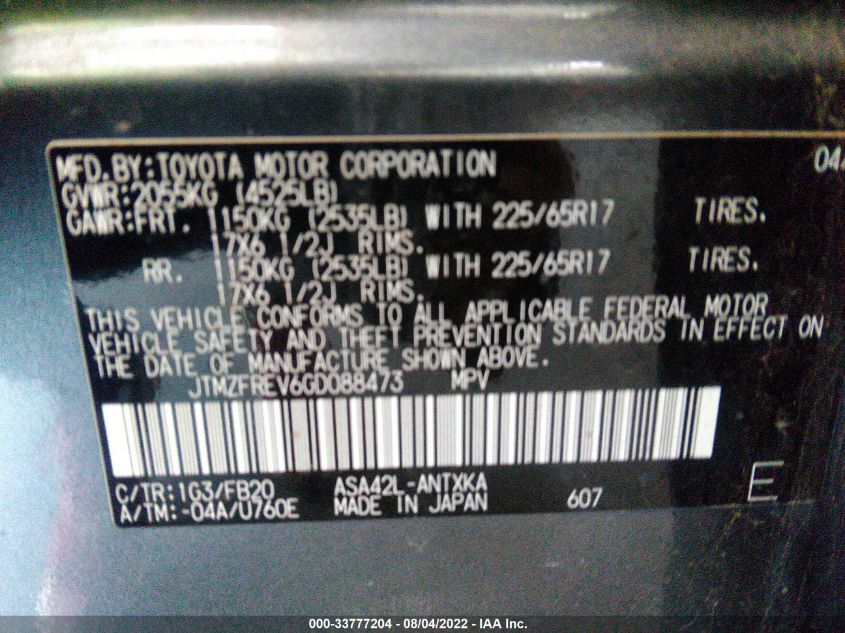 MFD.BY:TOYOTA MOTOR CORPORATION 04/
GVWR:2055KG (4525LB)
GAWR:FRT. 1150KG (2535LB) WITH 225/65R17 TIRES.
17X6 1/2J RIMS.
RR. 1150KG (2535LB) WITH 225/65R17 TIRES.
17X6 1/2J RIMS.
THIS VEHICLE CONFORMS TO ALL APPLICABLE FEDERAL MOTOR
VEHICLE SAFETY AND THEFT PREVENTION STANDARDS IN EFFECT ON
THE DATE OF MANUFACTURE SHOWN ABOVE.
JTMZFREV6GD088473 MPV
C/TR:1G3/FB20 ASA42L-ANTXKA
A/TM:-04A/U760E MADE IN JAPAN 607 E
000-33777204 - 08/04/2022 - IAA Inc.